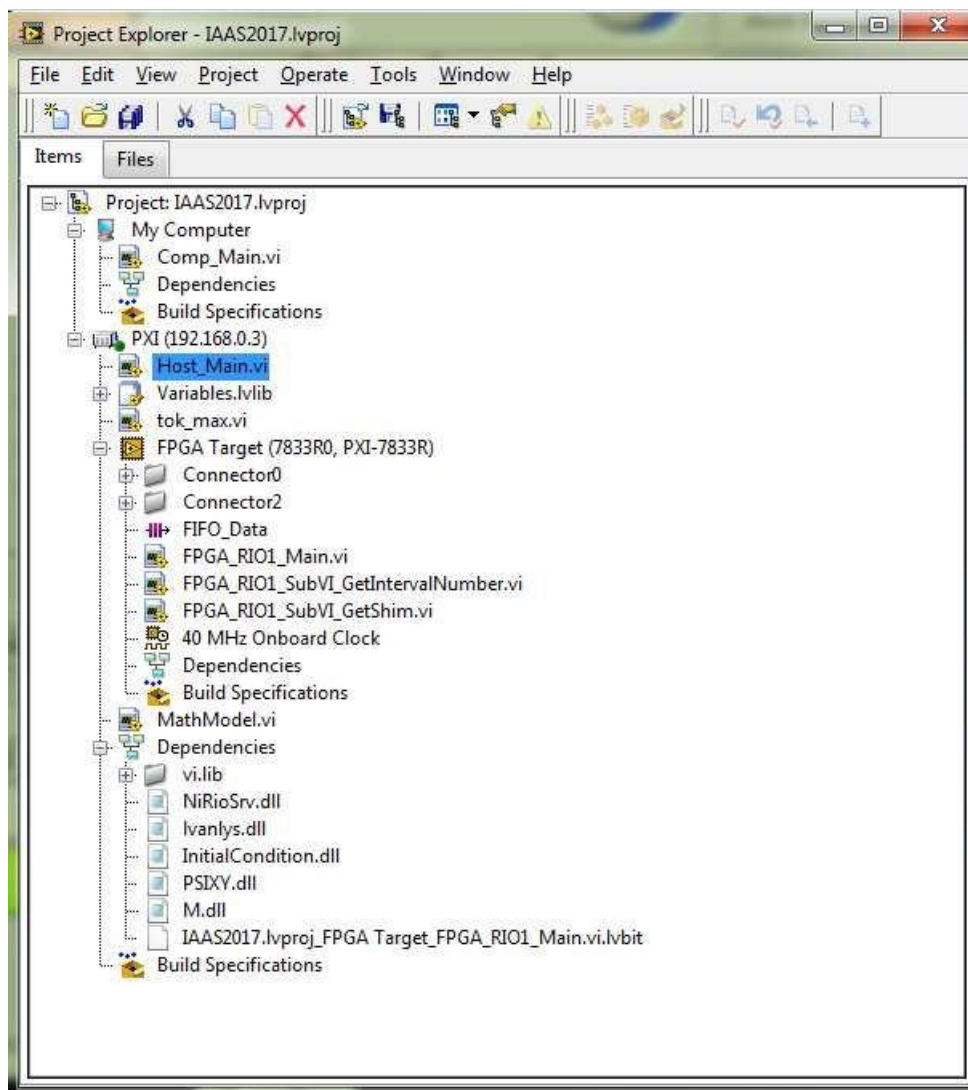 Project Explorer - IAAS2017.lvproj
File Edit View Project Operate Tools Window Help
Items Files
Project: IAAS2017.lvproj
My Computer
Comp_Main.vi
Dependencies
Build Specifications
PXI (192.168.0.3)
Host_Main.vi
Variables.lvlib
tok_max.vi
FPGA Target (7833R0, PXI-7833R)
Connector0
Connector2
FIFO_Data
FPGA_RIO1_Main.vi
FPGA_RIO1_SubVI_GetIntervalNumber.vi
FPGA_RIO1_SubVI_GetShim.vi
40 MHz Onboard Clock
Dependencies
Build Specifications
MathModel.vi
Dependencies
vi.lib
NiRioSrv.dll
lvanlys.dll
InitialCondition.dll
PSIXY.dll
M.dll
IAAS2017.lvproj_FPGA Target_FPGA_RIO1_Main.vi.lvbit
Build Specifications